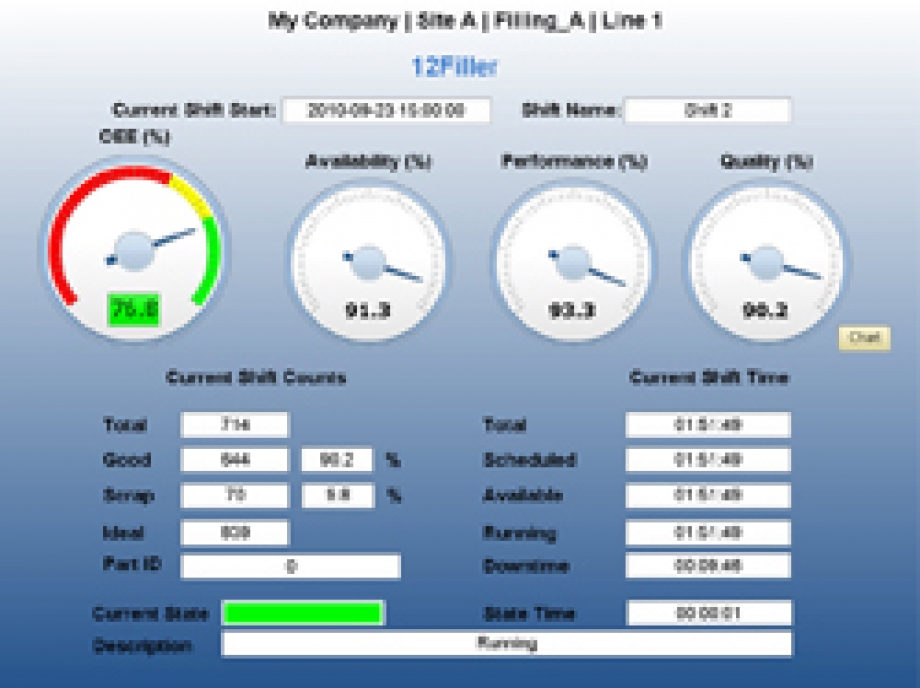 My Company | Site A | Filling_A | Line 1
12Filler
Current Shift Start: 2010-09-23 15:00:00 Shift Name: Shift 2
OEE (%)
Availability (%) Performance (%) Quality (%)
76.8 91.3 93.3 90.2
Chart
Current Shift Counts Current Shift Time
Total 714 Total 01:51:49
Good 644 90.2 % Scheduled 01:51:49
Scrap 70 9.8 % Available 01:51:49
Ideal Running 01:51:49
Part ID 0 Downtime 00:09:46
Current State State Time 00:00:01
Description Running